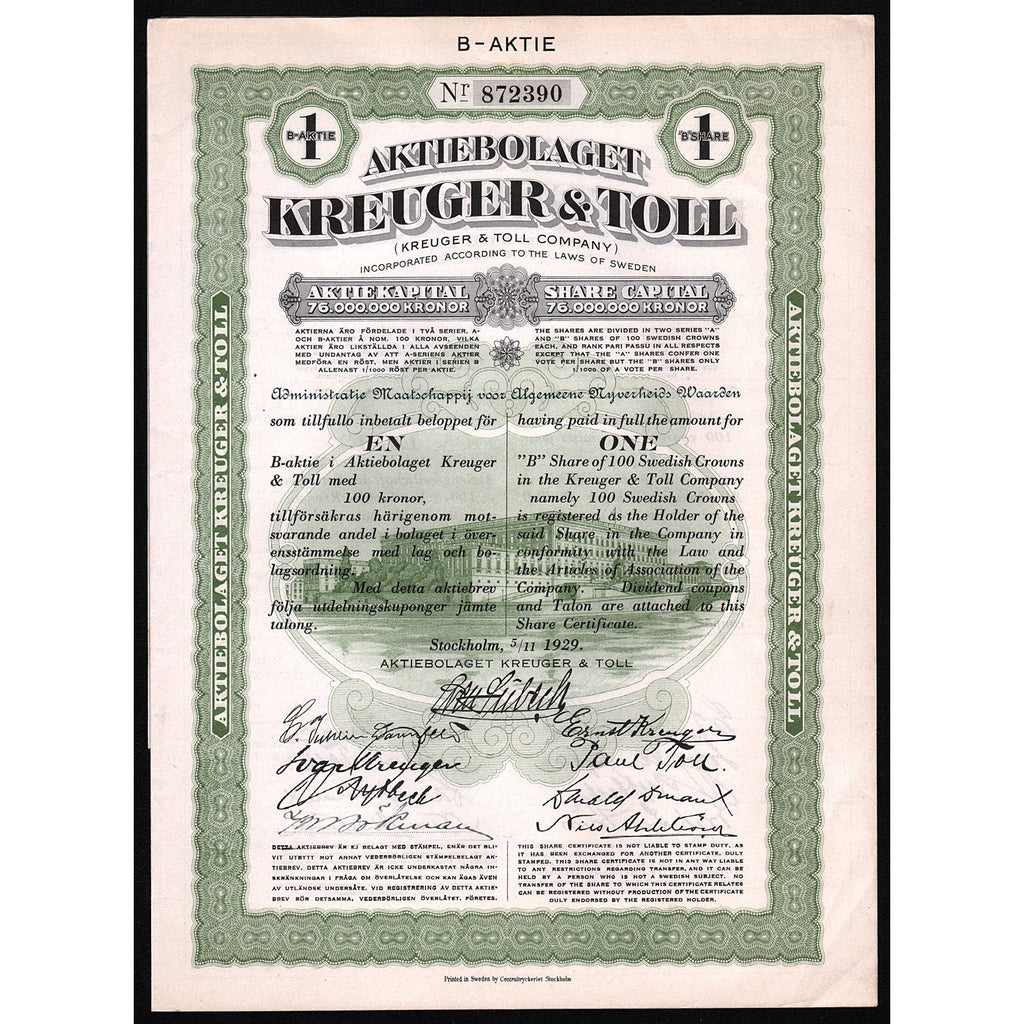 B-AKTIE
Nr 872390
1
B-AKTIE
1
"B" SHARE
AKTIEBOLAGET
KREUGER & TOLL
(KREUGER & TOLL COMPANY)
INCORPORATED ACCORDING TO THE LAWS OF SWEDEN
AKTIEKAPITAL
76.000.000 KRONOR
SHARE CAPITAL
76.000.000 KRONOR
AKTIERNA ÄRO FÖRDELADE I TVÅ SERIER, A-
OCH B-AKTIER Å NOM. 100 KRONOR, VILKA
AKTIER ÄRO LIKSTÄLLDA I ALLA AVSEENDEN
MED UNDANTAG AV ATT A-SERIENS AKTIER
MEDFÖRA EN RÖST, MEN AKTIER I SERIEN B
ALLENAST 1/1000 RÖST PER AKTIE.
THE SHARES ARE DIVIDED IN TWO SERIES "A"
AND "B" SHARES OF 100 SWEDISH CROWNS
EACH, AND RANK PARI PASSU IN ALL RESPECTS
EXCEPT THAT THE "A" SHARES CONFER ONE
VOTE PER SHARE BUT THE "B" SHARES ONLY
1/1000 OF A VOTE PER SHARE.
Administratie Maatschappij voor Algemeene Nyverheids Waarden
som tillfullo inbetalt beloppet för
EN
B-aktie i Aktiebolaget Kreuger
& Toll med
100 kronor,
tillförsäkras härigenom mot-
svarande andel i bolaget i över-
ensstämmelse med lag och bo-
lagsordning.
Med detta aktiebrev
följa utdelningskuponger jämte
talong.
having paid in full the amount for
ONE
"B" Share of 100 Swedish Crowns
in the Kreuger & Toll Company
namely 100 Swedish Crowns
is registered as the Holder of the
said Share in the Company in
conformity with the Law and
the Articles of Association of the
Company. Dividend coupons
and Talon are attached to this
Share Certificate.
Stockholm, 5/11 1929.
AKTIEBOLAGET KREUGER & TOLL
Ernst Kreuger
Ivar Kreuger
Paul Toll.
Nils Ahlström
DETTA AKTIEBREV ÄR EJ BELAGT MED STÄMPEL, ENÄR DET BLI-
VIT UTBYTT MOT ANNAT VEDERBÖRLIGEN STÄMPELBELAGT AK-
TIEBREV. DETTA AKTIEBREV ÄR ICKE UNDERKASTAT NÅGRA IN-
SKRÄNKNINGAR I FRÅGA OM ÖVERLÅTELSE OCH KAN ÄGAS ÄVEN
AV UTLÄNDSK UNDERSÅTE. VID REGISTRERING AV DETTA AKTIE-
BREV BÖR DETSAMMA, VEDERBÖRLIGEN ÖVERLÅTET, FÖRETES.
THIS SHARE CERTIFICATE IS NOT LIABLE TO STAMP DUTY, AS
IT HAS BEEN EXCHANGED FOR ANOTHER CERTIFICATE, DULY
STAMPED. THIS SHARE CERTIFICATE IS NOT IN ANY WAY LIABLE
TO ANY RESTRICTIONS REGARDING TRANSFER, AND IT CAN BE
HELD BY A PERSON WHO IS NOT A SWEDISH SUBJECT. NO
TRANSFER OF THE SHARE TO WHICH THIS CERTIFICATE RELATES
CAN BE REGISTERED WITHOUT PRODUCTION OF THE CERTIFICATE
DULY ENDORSED BY THE REGISTERED HOLDER.
AKTIEBOLAGET KREUGER & TOLL
AKTIEBOLAGET KREUGER & TOLL
Printed in Sweden by Centraltryckeriet Stockholm